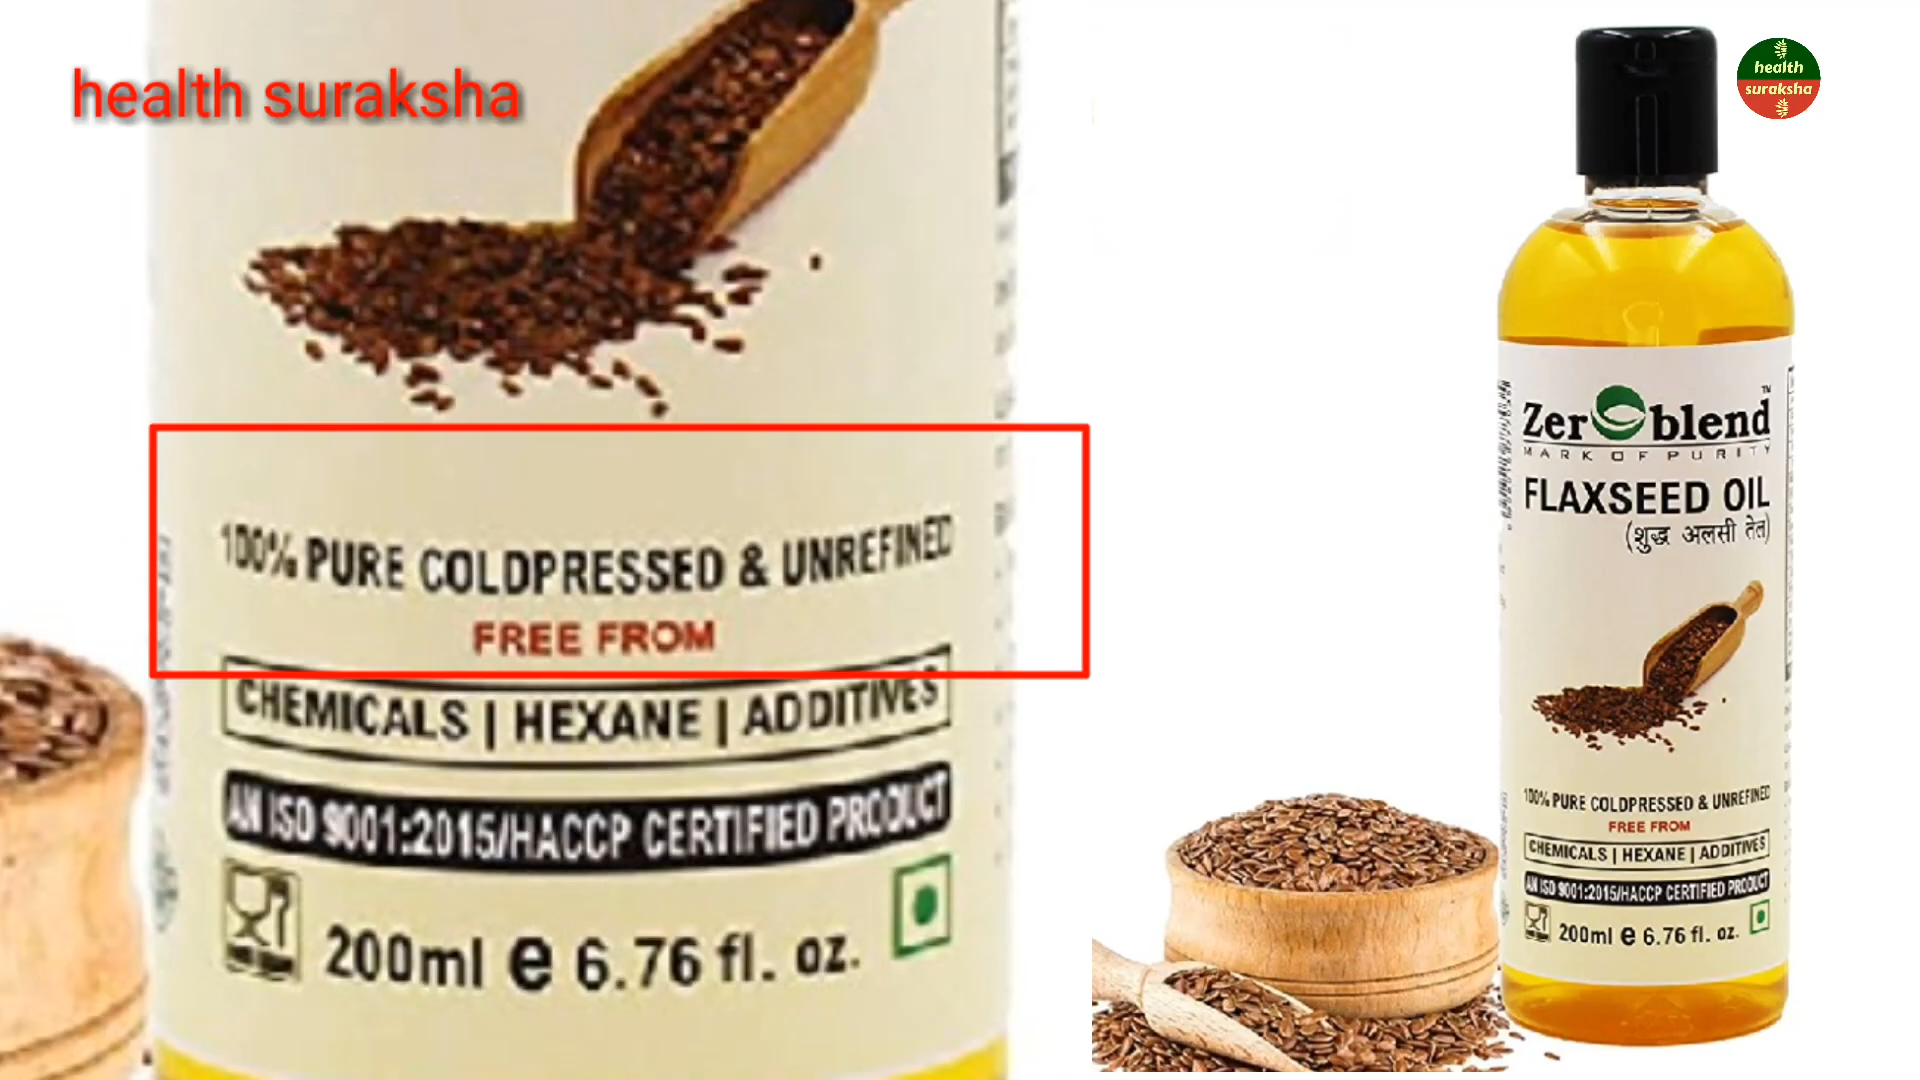 health suraksha
100% PURE COLDPRESSED & UNREFINED
FREE FROM
CHEMICALS | HEXANE | ADDITIVES
AN ISO 9001:2015/HACCP CERTIFIED PRODUCT
200ml e 6.76 fl. oz.
health
suraksha
Zeroblend
TM
MARK OF PURITY
FLAXSEED OIL
(शुद्ध अलसी तेल)
100% PURE COLDPRESSED & UNREFINED
FREE FROM
CHEMICALS | HEXANE | ADDITIVES
AN ISO 9001:2015/HACCP CERTIFIED PRODUCT
200ml e 6.76 fl. oz.